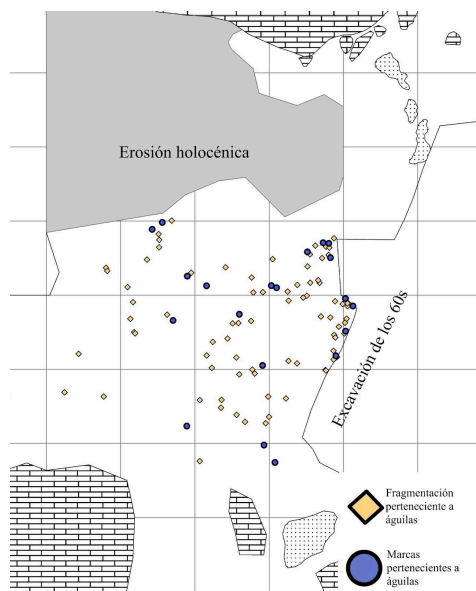 Erosión holocénica
Excavación de los 60s
Fragmentación
perteneciente a
águilas
Marcas
pertenecientes a
águilas